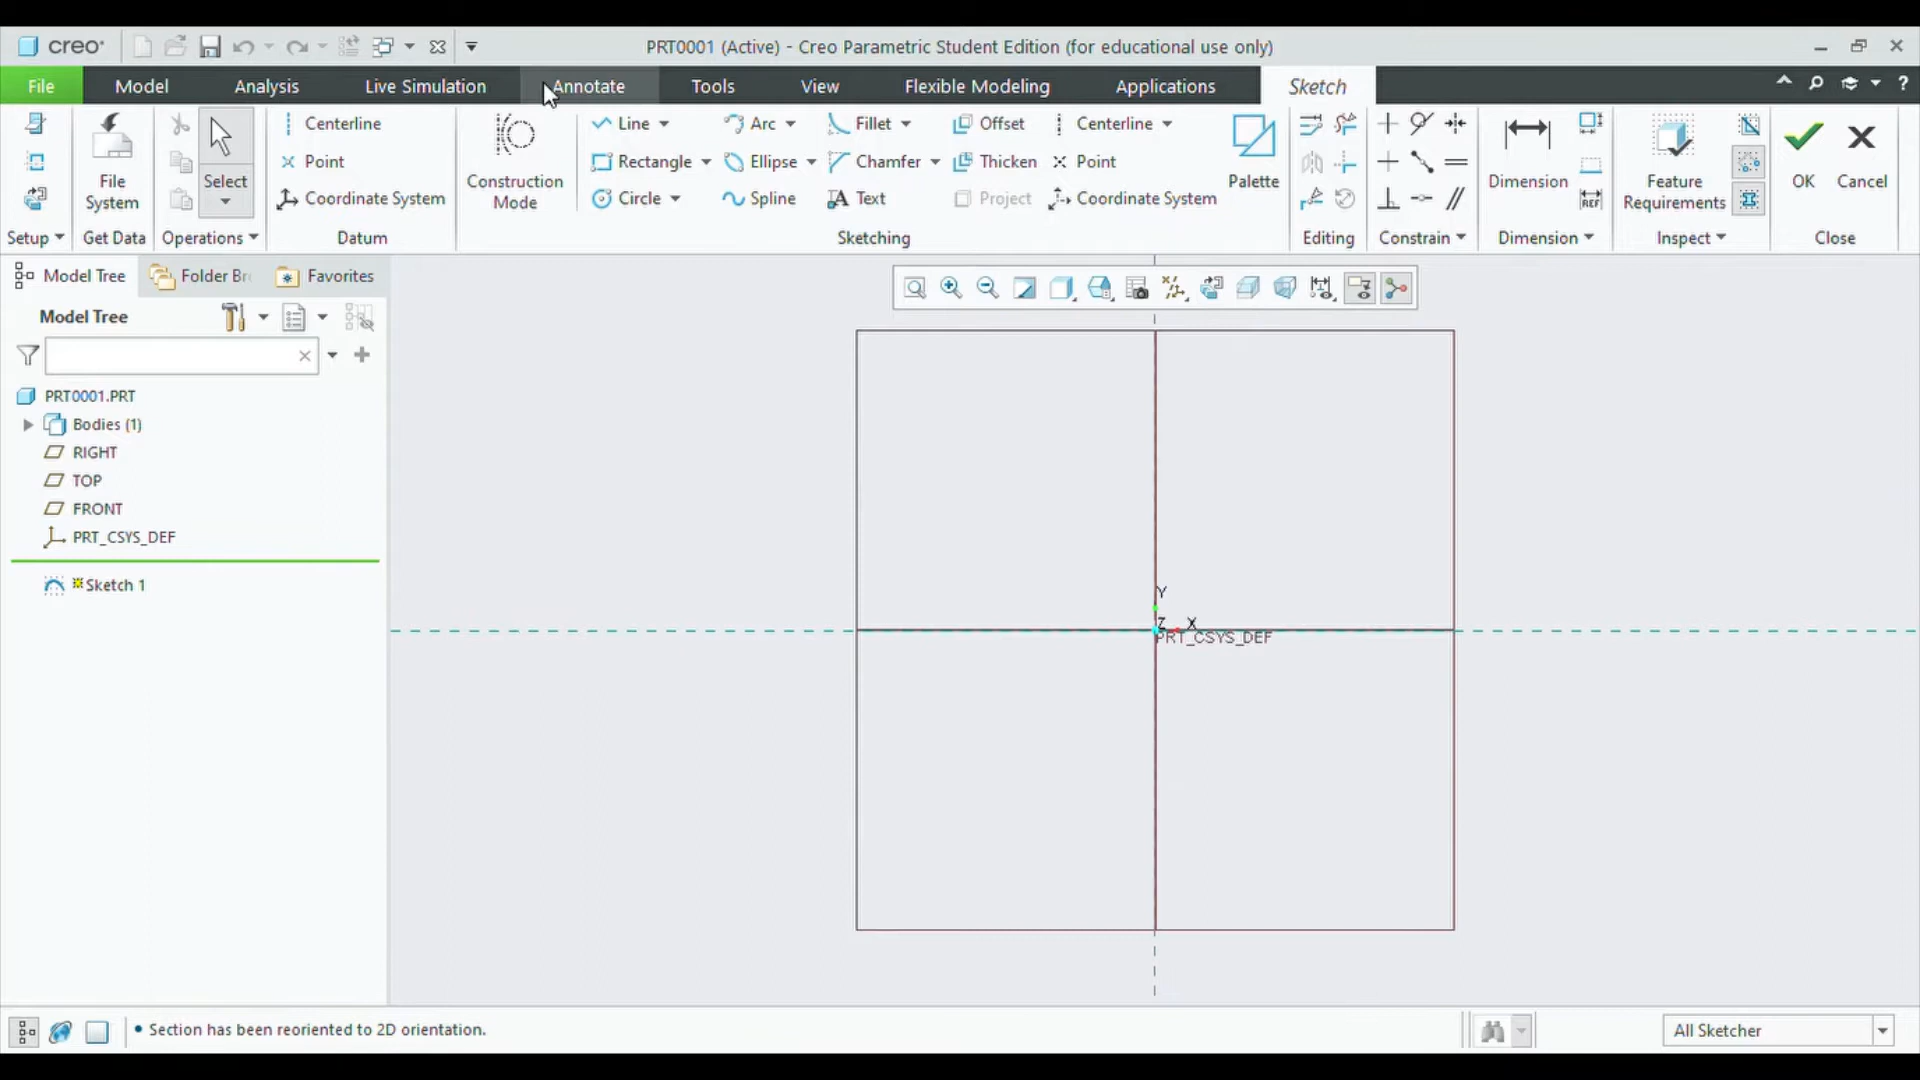 creo®
PRT0001 (Active) - Creo Parametric Student Edition (for educational use only)
File
Model
Analysis
Live Simulation
Annotate
Tools
View
Flexible Modeling
Applications
Sketch
?
Centerline
Point
Coordinate System
File
System
Select
Construction
Mode
Line
Arc
Fillet
Offset
Centerline
Rectangle
Ellipse
Chamfer
Thicken
Point
Circle
Spline
Text
Project
Coordinate System
Palette
Dimension
REF
Feature
Requirements
OK
Cancel
Setup
Get Data
Operations
Datum
Sketching
Editing
Constrain
Dimension
Inspect
Close
Model Tree
Folder Br
Favorites
Model Tree
PRT0001.PRT
Bodies (1)
RIGHT
TOP
FRONT
PRT_CSYS_DEF
Sketch 1
Y
Z
X
PRT_CSYS_DEF
• Section has been reoriented to 2D orientation.
All Sketcher